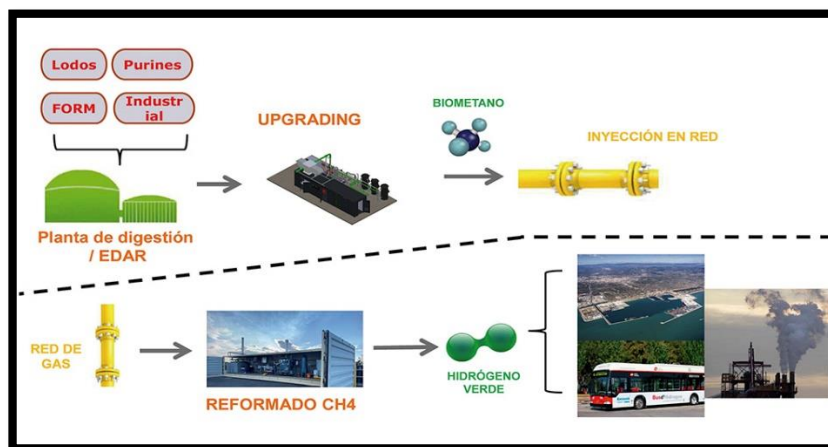 Lodos
Purines
FORM
Industr
ial
UPGRADING
BIOMETANO
INYECCIÓN EN RED
Planta de digestión
/ EDAR
RED DE
GAS
REFORMADO CH4
HIDRÓGENO
VERDE